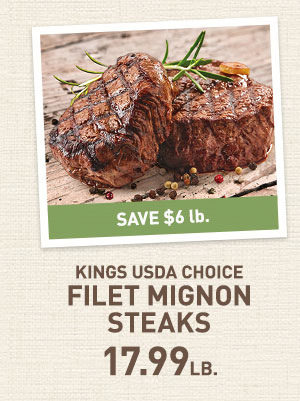 SAVE $6 lb.
KINGS USDA CHOICE
FILET MIGNON
STEAKS
17.99LB.